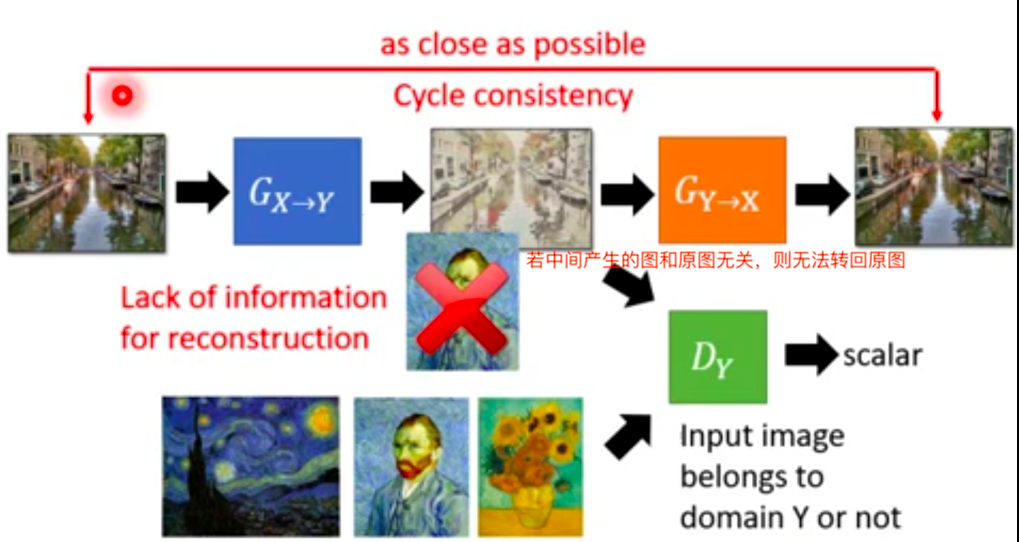 as close as possible
Cycle consistency
G_{X→Y}
G_{Y→X}
若中间产生的图和原图无关，则无法转回原图
Lack of information
for reconstruction
D_Y
scalar
Input image
belongs to
domain Y or not